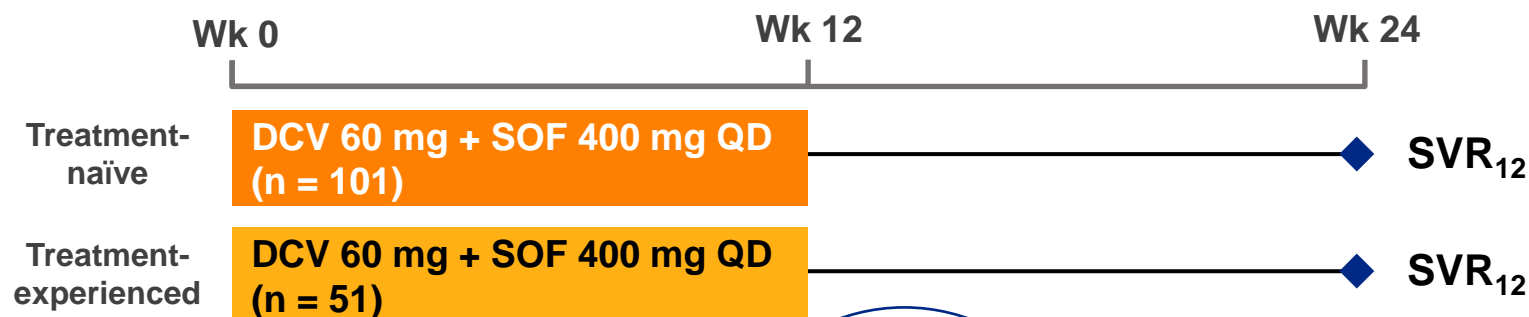 Wk 0
Wk 12
Wk 24
Treatment-
naïve
DCV 60 mg + SOF 400 mg QD
(n = 101)
SVR12
Treatment-
experienced
DCV 60 mg + SOF 400 mg QD
(n = 51)
SVR12